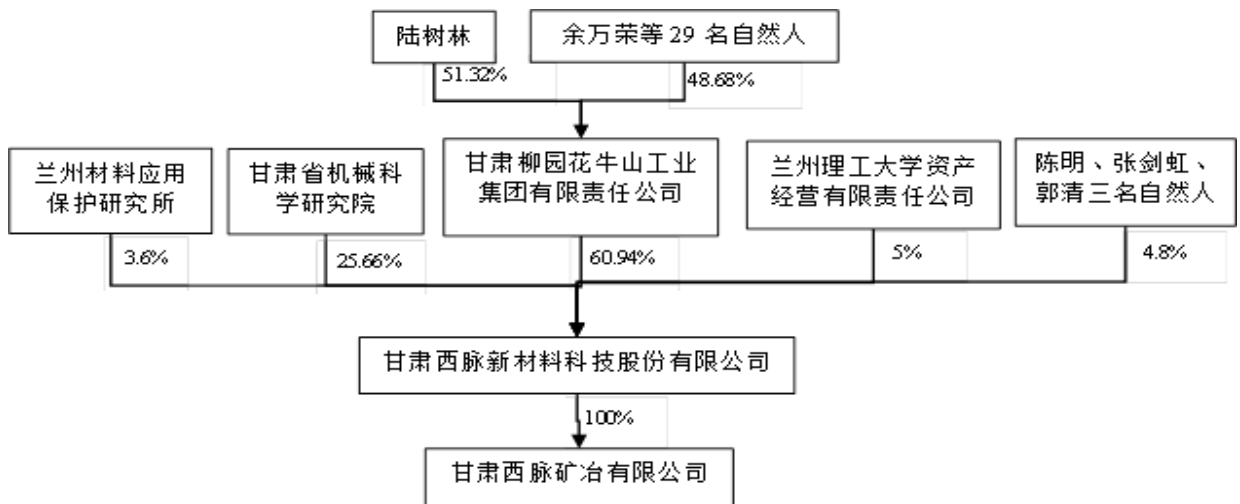 陆树林
余万荣等29 名自然人
51.32%
48.68%
兰州材料应用
保护研究所
甘肃省机械科
学研究院
甘肃柳园花牛山工业
集团有限责任公司
兰州理工大学资产
经营有限责任公司
陈明、张剑虹、
郭清三名自然人
3.6%
25.66%
60.94%
5%
4.8%
甘肃西脉新材料科技股份有限公司
100%
甘肃西脉矿冶有限公司